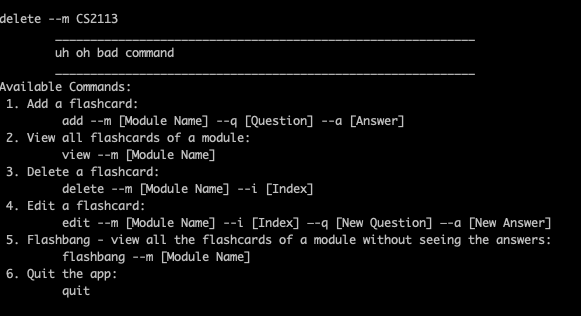 delete --m CS2113
____________________________________________________________
uh oh bad command
____________________________________________________________
Available Commands:
1. Add a flashcard:
add --m [Module Name] --q [Question] --a [Answer]
2. View all flashcards of a module:
view --m [Module Name]
3. Delete a flashcard:
delete --m [Module Name] --i [Index]
4. Edit a flashcard:
edit --m [Module Name] --i [Index] –-q [New Question] –-a [New Answer]
5. Flashbang - view all the flashcards of a module without seeing the answers:
flashbang --m [Module Name]
6. Quit the app:
quit